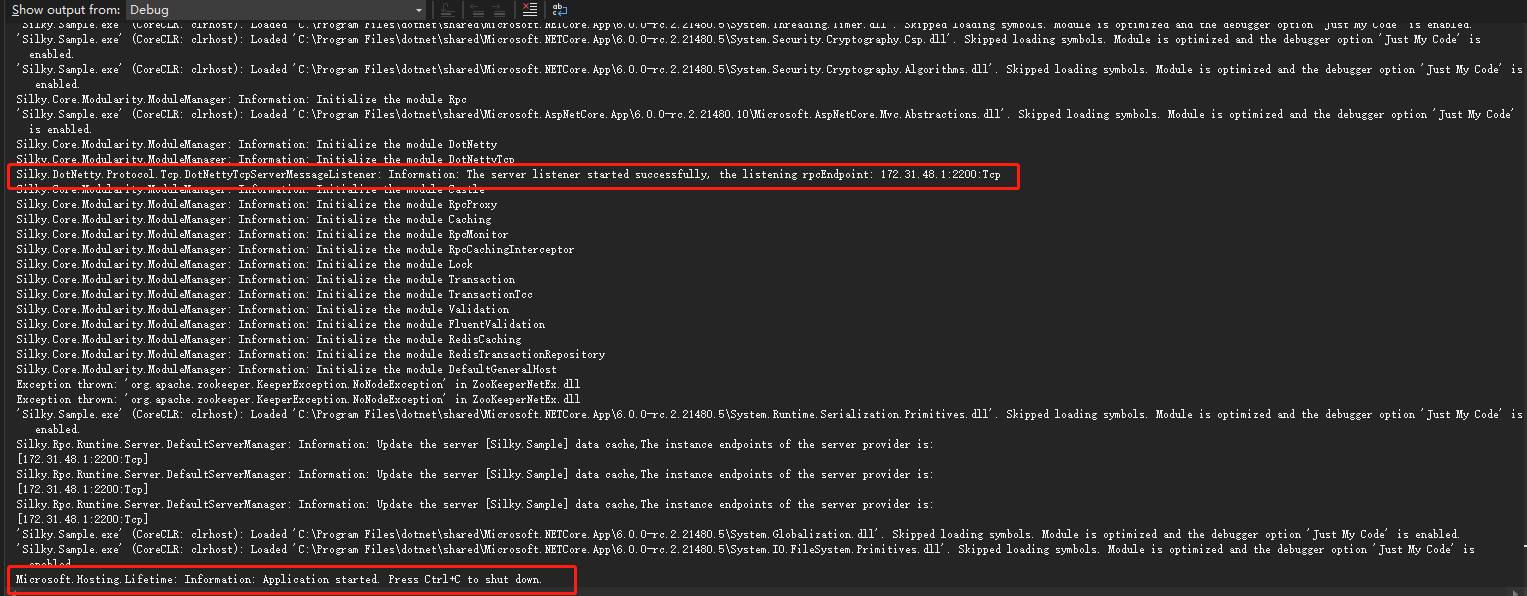 Show output from: Debug
'Silky.Sample.exe' (CoreCLR: clrhost): Loaded 'C:\Program Files\dotnet\shared\Microsoft.NETCore.App\6.0.0-rc.2.21480.5\System.Threading.Timer.dll'. Skipped loading symbols. Module is optimized and the debugger option 'Just My Code' is enabled.
'Silky.Sample.exe' (CoreCLR: clrhost): Loaded 'C:\Program Files\dotnet\shared\Microsoft.NETCore.App\6.0.0-rc.2.21480.5\System.Security.Cryptography.Csp.dll'. Skipped loading symbols. Module is optimized and the debugger option 'Just My Code' is
enabled.
'Silky.Sample.exe' (CoreCLR: clrhost): Loaded 'C:\Program Files\dotnet\shared\Microsoft.NETCore.App\6.0.0-rc.2.21480.5\System.Security.Cryptography.Algorithms.dll'. Skipped loading symbols. Module is optimized and the debugger option 'Just My Code' is
enabled.
Silky.Core.Modularity.ModuleManager: Information: Initialize the module Rpc
'Silky.Sample.exe' (CoreCLR: clrhost): Loaded 'C:\Program Files\dotnet\shared\Microsoft.AspNetCore.App\6.0.0-rc.2.21480.10\Microsoft.AspNetCore.Mvc.Abstractions.dll'. Skipped loading symbols. Module is optimized and the debugger option 'Just My Code'
is enabled.
Silky.Core.Modularity.ModuleManager: Information: Initialize the module DotNetty
Silky.Core.Modularity.ModuleManager: Information: Initialize the module DotNettyTcp
Silky.DotNetty.Protocol.Tcp.DotNettyTcpServerMessageListener: Information: The server listener started successfully, the listening rpcEndpoint: 172.31.48.1:2200:Tcp
Silky.Core.Modularity.ModuleManager: Information: Initialize the module Castle
Silky.Core.Modularity.ModuleManager: Information: Initialize the module RpcProxy
Silky.Core.Modularity.ModuleManager: Information: Initialize the module Caching
Silky.Core.Modularity.ModuleManager: Information: Initialize the module RpcMonitor
Silky.Core.Modularity.ModuleManager: Information: Initialize the module RpcCachingInterceptor
Silky.Core.Modularity.ModuleManager: Information: Initialize the module Lock
Silky.Core.Modularity.ModuleManager: Information: Initialize the module Transaction
Silky.Core.Modularity.ModuleManager: Information: Initialize the module TransactionTcc
Silky.Core.Modularity.ModuleManager: Information: Initialize the module Validation
Silky.Core.Modularity.ModuleManager: Information: Initialize the module FluentValidation
Silky.Core.Modularity.ModuleManager: Information: Initialize the module RedisCaching
Silky.Core.Modularity.ModuleManager: Information: Initialize the module RedisTransactionRepository
Silky.Core.Modularity.ModuleManager: Information: Initialize the module DefaultGeneralHost
Exception thrown: 'org.apache.zookeeper.KeeperException.NoNodeException' in ZooKeeperNetEx.dll
Exception thrown: 'org.apache.zookeeper.KeeperException.NoNodeException' in ZooKeeperNetEx.dll
'Silky.Sample.exe' (CoreCLR: clrhost): Loaded 'C:\Program Files\dotnet\shared\Microsoft.NETCore.App\6.0.0-rc.2.21480.5\System.Runtime.Serialization.Primitives.dll'. Skipped loading symbols. Module is optimized and the debugger option 'Just My Code' is
enabled.
Silky.Rpc.Runtime.Server.DefaultServerManager: Information: Update the server [Silky.Sample] data cache,The instance endpoints of the server provider is:
[172.31.48.1:2200:Tcp]
Silky.Rpc.Runtime.Server.DefaultServerManager: Information: Update the server [Silky.Sample] data cache,The instance endpoints of the server provider is:
[172.31.48.1:2200:Tcp]
Silky.Rpc.Runtime.Server.DefaultServerManager: Information: Update the server [Silky.Sample] data cache,The instance endpoints of the server provider is:
[172.31.48.1:2200:Tcp]
'Silky.Sample.exe' (CoreCLR: clrhost): Loaded 'C:\Program Files\dotnet\shared\Microsoft.NETCore.App\6.0.0-rc.2.21480.5\System.Globalization.dll'. Skipped loading symbols. Module is optimized and the debugger option 'Just My Code' is enabled.
'Silky.Sample.exe' (CoreCLR: clrhost): Loaded 'C:\Program Files\dotnet\shared\Microsoft.NETCore.App\6.0.0-rc.2.21480.5\System.IO.FileSystem.Primitives.dll'. Skipped loading symbols. Module is optimized and the debugger option 'Just My Code' is
enabled.
Microsoft.Hosting.Lifetime: Information: Application started. Press Ctrl+C to shut down.